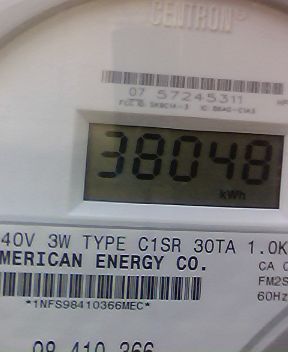 CENTRON®
07 57245311
38048
kWh
40V 3W TYPE C1SR 30TA 1.0K
MERICAN ENERGY CO.
CA
FM2S
60Hz
*1NFS98410366MEC*
98 410 366